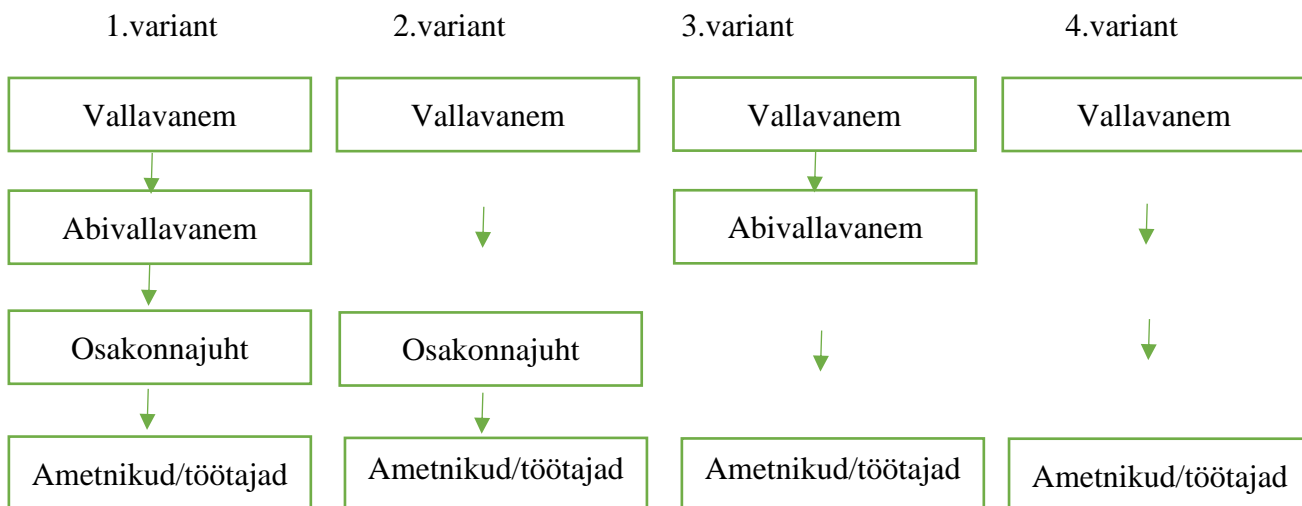 1.variant 2.variant 3.variant 4.variant
Vallavanem Vallavanem Vallavanem Vallavanem
Abivallavanem Abivallavanem
Osakonnajuht Osakonnajuht
Ametnikud/töötajad Ametnikud/töötajad Ametnikud/töötajad Ametnikud/töötajad